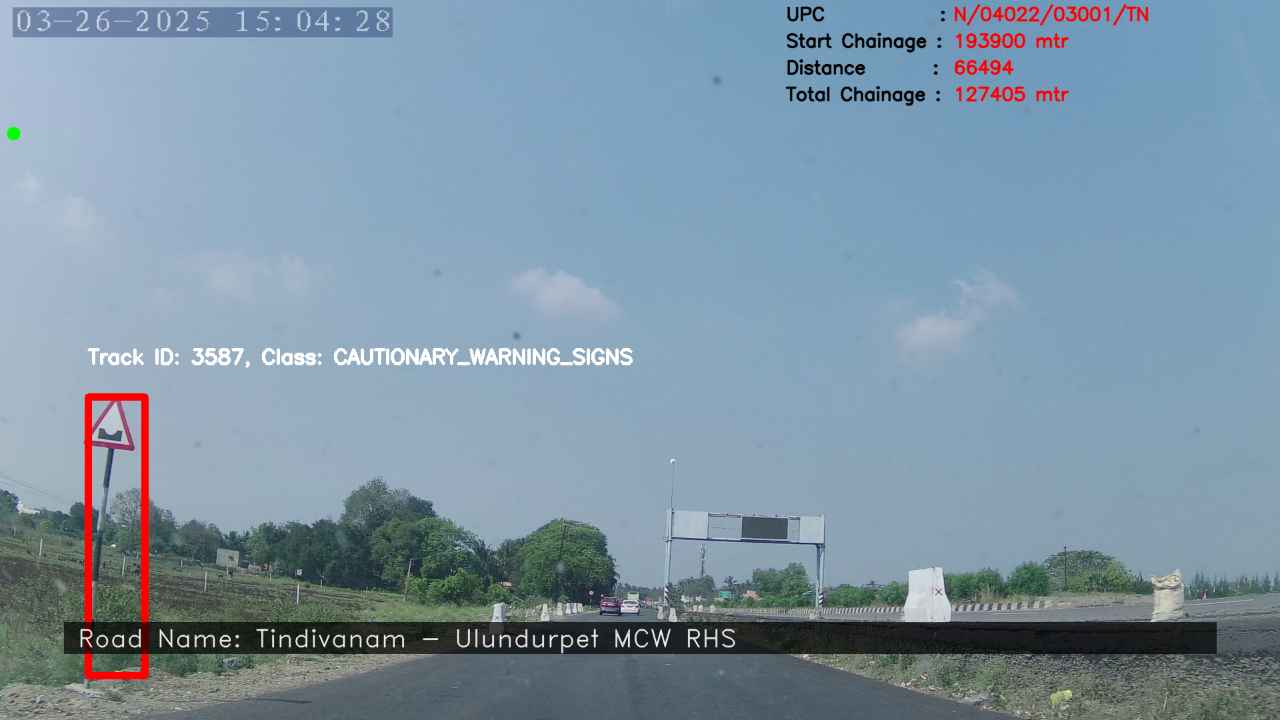 03-26-2025 15:04:28
UPC : N/04022/03001/TN
Start Chainage : 193900 mtr
Distance : 66494
Total Chainage : 127405 mtr
Track ID: 3587, Class: CAUTIONARY_WARNING_SIGNS
Road Name: Tindivanam - Ulundurpet MCW RHS